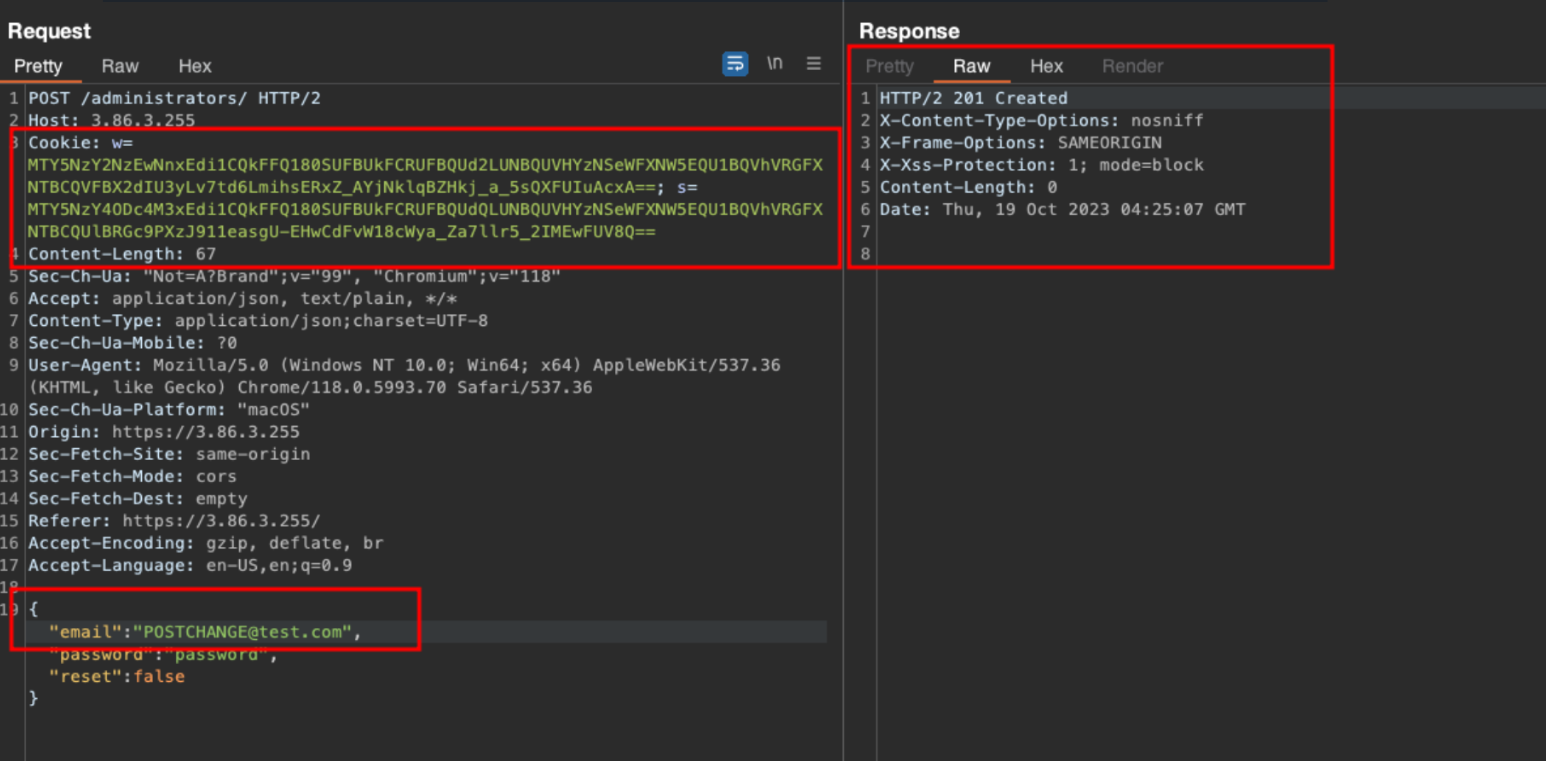 Request
Pretty Raw Hex \n
1 POST /administrators/ HTTP/2
2 Host: 3.86.3.255
3 Cookie: w=
MTY5NzY2NzEwNnxEdi1CQkFFQ180SUFBUkFCRUFBQUd2LUNBQUVHYzNSeWFXNW5EQU1BQVhVRGFX
NTBCQVFBX2dIU3yLv7td6LmihsERxZ_AYjNklqBZHkj_a_5sQXFUIuAcxA==; s=
MTY5NzY4ODc4M3xEdi1CQkFFQ180SUFBUkFCRUFBQUdQLUNBQUVHYzNSeWFXNW5EQU1BQVhVRGFX
NTBCQUlBRGc9PXzJ911easgU-EHwCdFvW18cWya_Za7llr5_2IMEwFUV8Q==
4 Content-Length: 67
5 Sec-Ch-Ua: "Not=A?Brand";v="99", "Chromium";v="118"
6 Accept: application/json, text/plain, */*
7 Content-Type: application/json;charset=UTF-8
8 Sec-Ch-Ua-Mobile: ?0
9 User-Agent: Mozilla/5.0 (Windows NT 10.0; Win64; x64) AppleWebKit/537.36
(KHTML, like Gecko) Chrome/118.0.5993.70 Safari/537.36
10 Sec-Ch-Ua-Platform: "macOS"
11 Origin: https://3.86.3.255
12 Sec-Fetch-Site: same-origin
13 Sec-Fetch-Mode: cors
14 Sec-Fetch-Dest: empty
15 Referer: https://3.86.3.255/
16 Accept-Encoding: gzip, deflate, br
17 Accept-Language: en-US,en;q=0.9
18
19 {
"email":"POSTCHANGE@test.com",
"password":"password",
"reset":false
}
Response
Pretty Raw Hex Render
1 HTTP/2 201 Created
2 X-Content-Type-Options: nosniff
3 X-Frame-Options: SAMEORIGIN
4 X-Xss-Protection: 1; mode=block
5 Content-Length: 0
6 Date: Thu, 19 Oct 2023 04:25:07 GMT
7
8